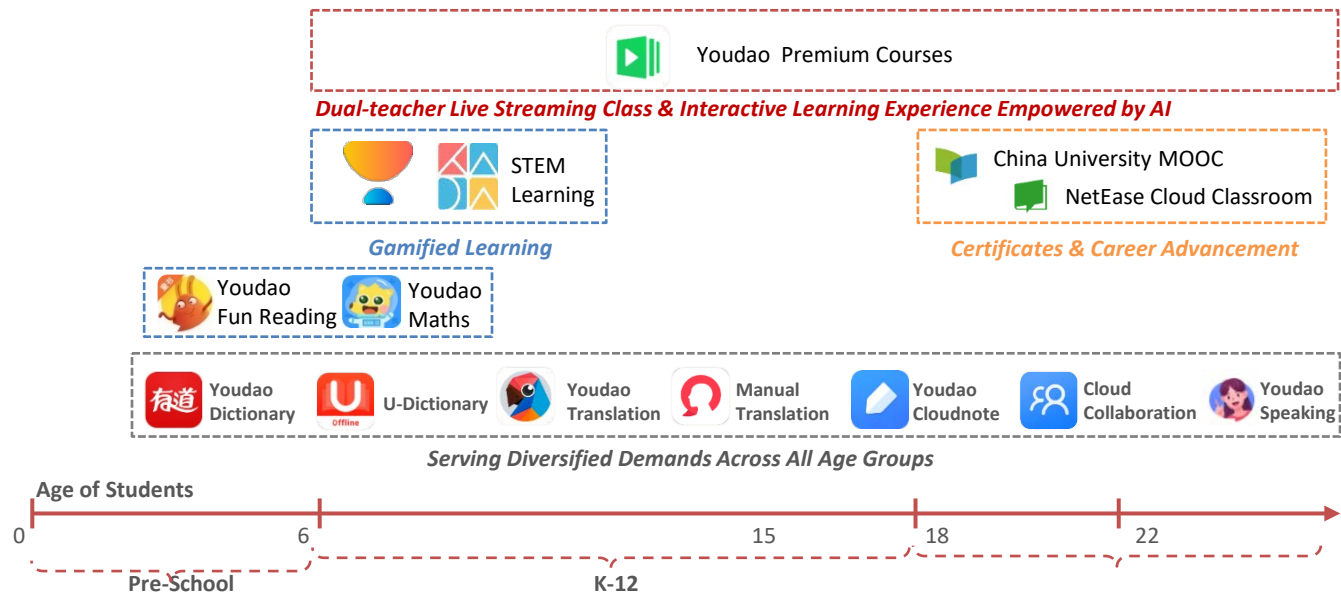 Youdao Premium Courses
Dual-teacher Live Streaming Class & Interactive Learning Experience Empowered by AI
STEM
Learning
China University MOOC
NetEase Cloud Classroom
Gamified Learning
Certificates & Career Advancement
Youdao
Fun Reading
Youdao
Maths
有道
Youdao
Dictionary
U
Offline
U-Dictionary
Youdao
Translation
Manual
Translation
Youdao
Cloudnote
Cloud
Collaboration
Youdao
Speaking
Serving Diversified Demands Across All Age Groups
Age of Students
0 6 15 18 22
Pre-School K-12